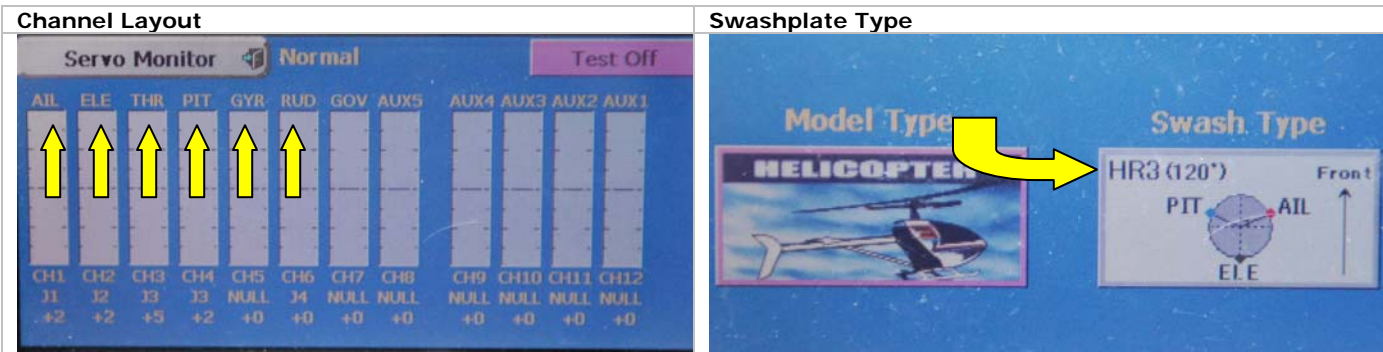 Channel Layout
Swashplate Type
Servo Monitor Normal Test Off
AIL ELE THR PIT GYR RUD GOV AUX5 AUX4 AUX3 AUX2 AUX1
CH1 CH2 CH3 CH4 CH5 CH6 CH7 CH8 CH9 CH10 CH11 CH12
J1 J2 J3 J3 NULL J4 NULL NULL NULL NULL NULL NULL
+2 +2 +5 +2 +0 +0 +0 +0 +0 +0 +0 +0
Model Type
Swash Type
HELICOPTER
HR3 (120°)
Front
PIT
AIL
ELE